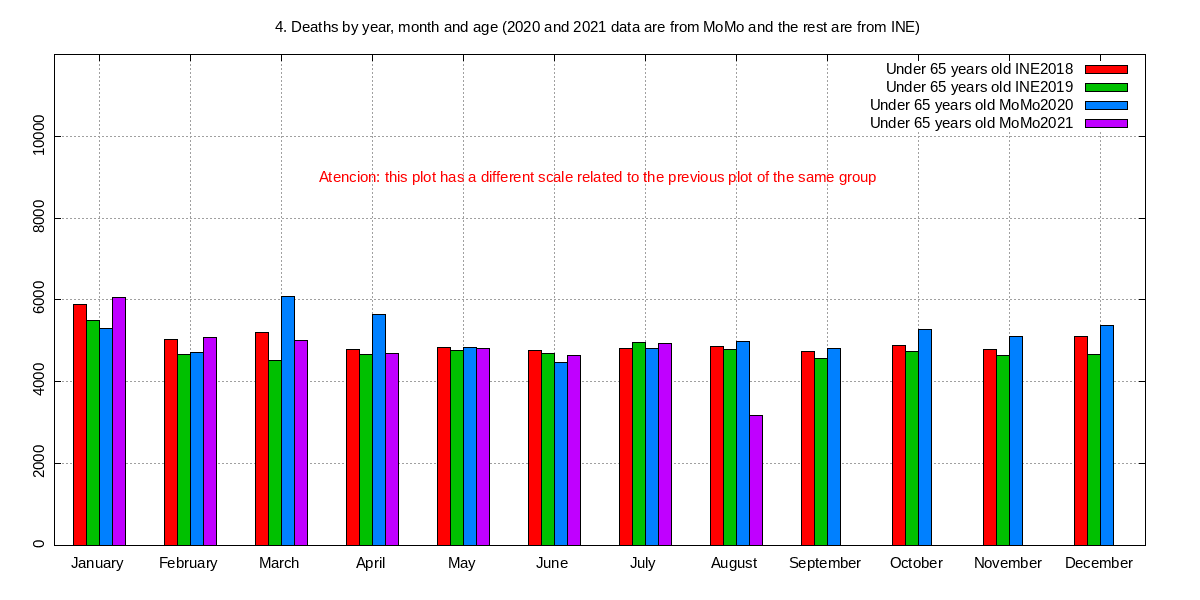 4. Deaths by year, month and age (2020 and 2021 data are from MoMo and the rest are from INE)
Under 65 years old INE2018
Under 65 years old INE2019
Under 65 years old MoMo2020
Under 65 years old MoMo2021
Atencion: this plot has a different scale related to the previous plot of the same group
10000
8000
6000
4000
2000
0
January February March April May June July August September October November December